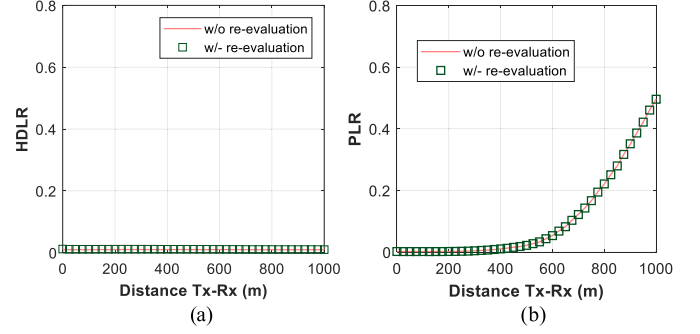 0.8
0.6
0.4
0.2
0
HDLR
w/o re-evaluation
w/- re-evaluation
0 200 400 600 800 1000
Distance Tx-Rx (m)
(a)
0.8
0.6
0.4
0.2
0
PLR
w/o re-evaluation
w/- re-evaluation
0 200 400 600 800 1000
Distance Tx-Rx (m)
(b)